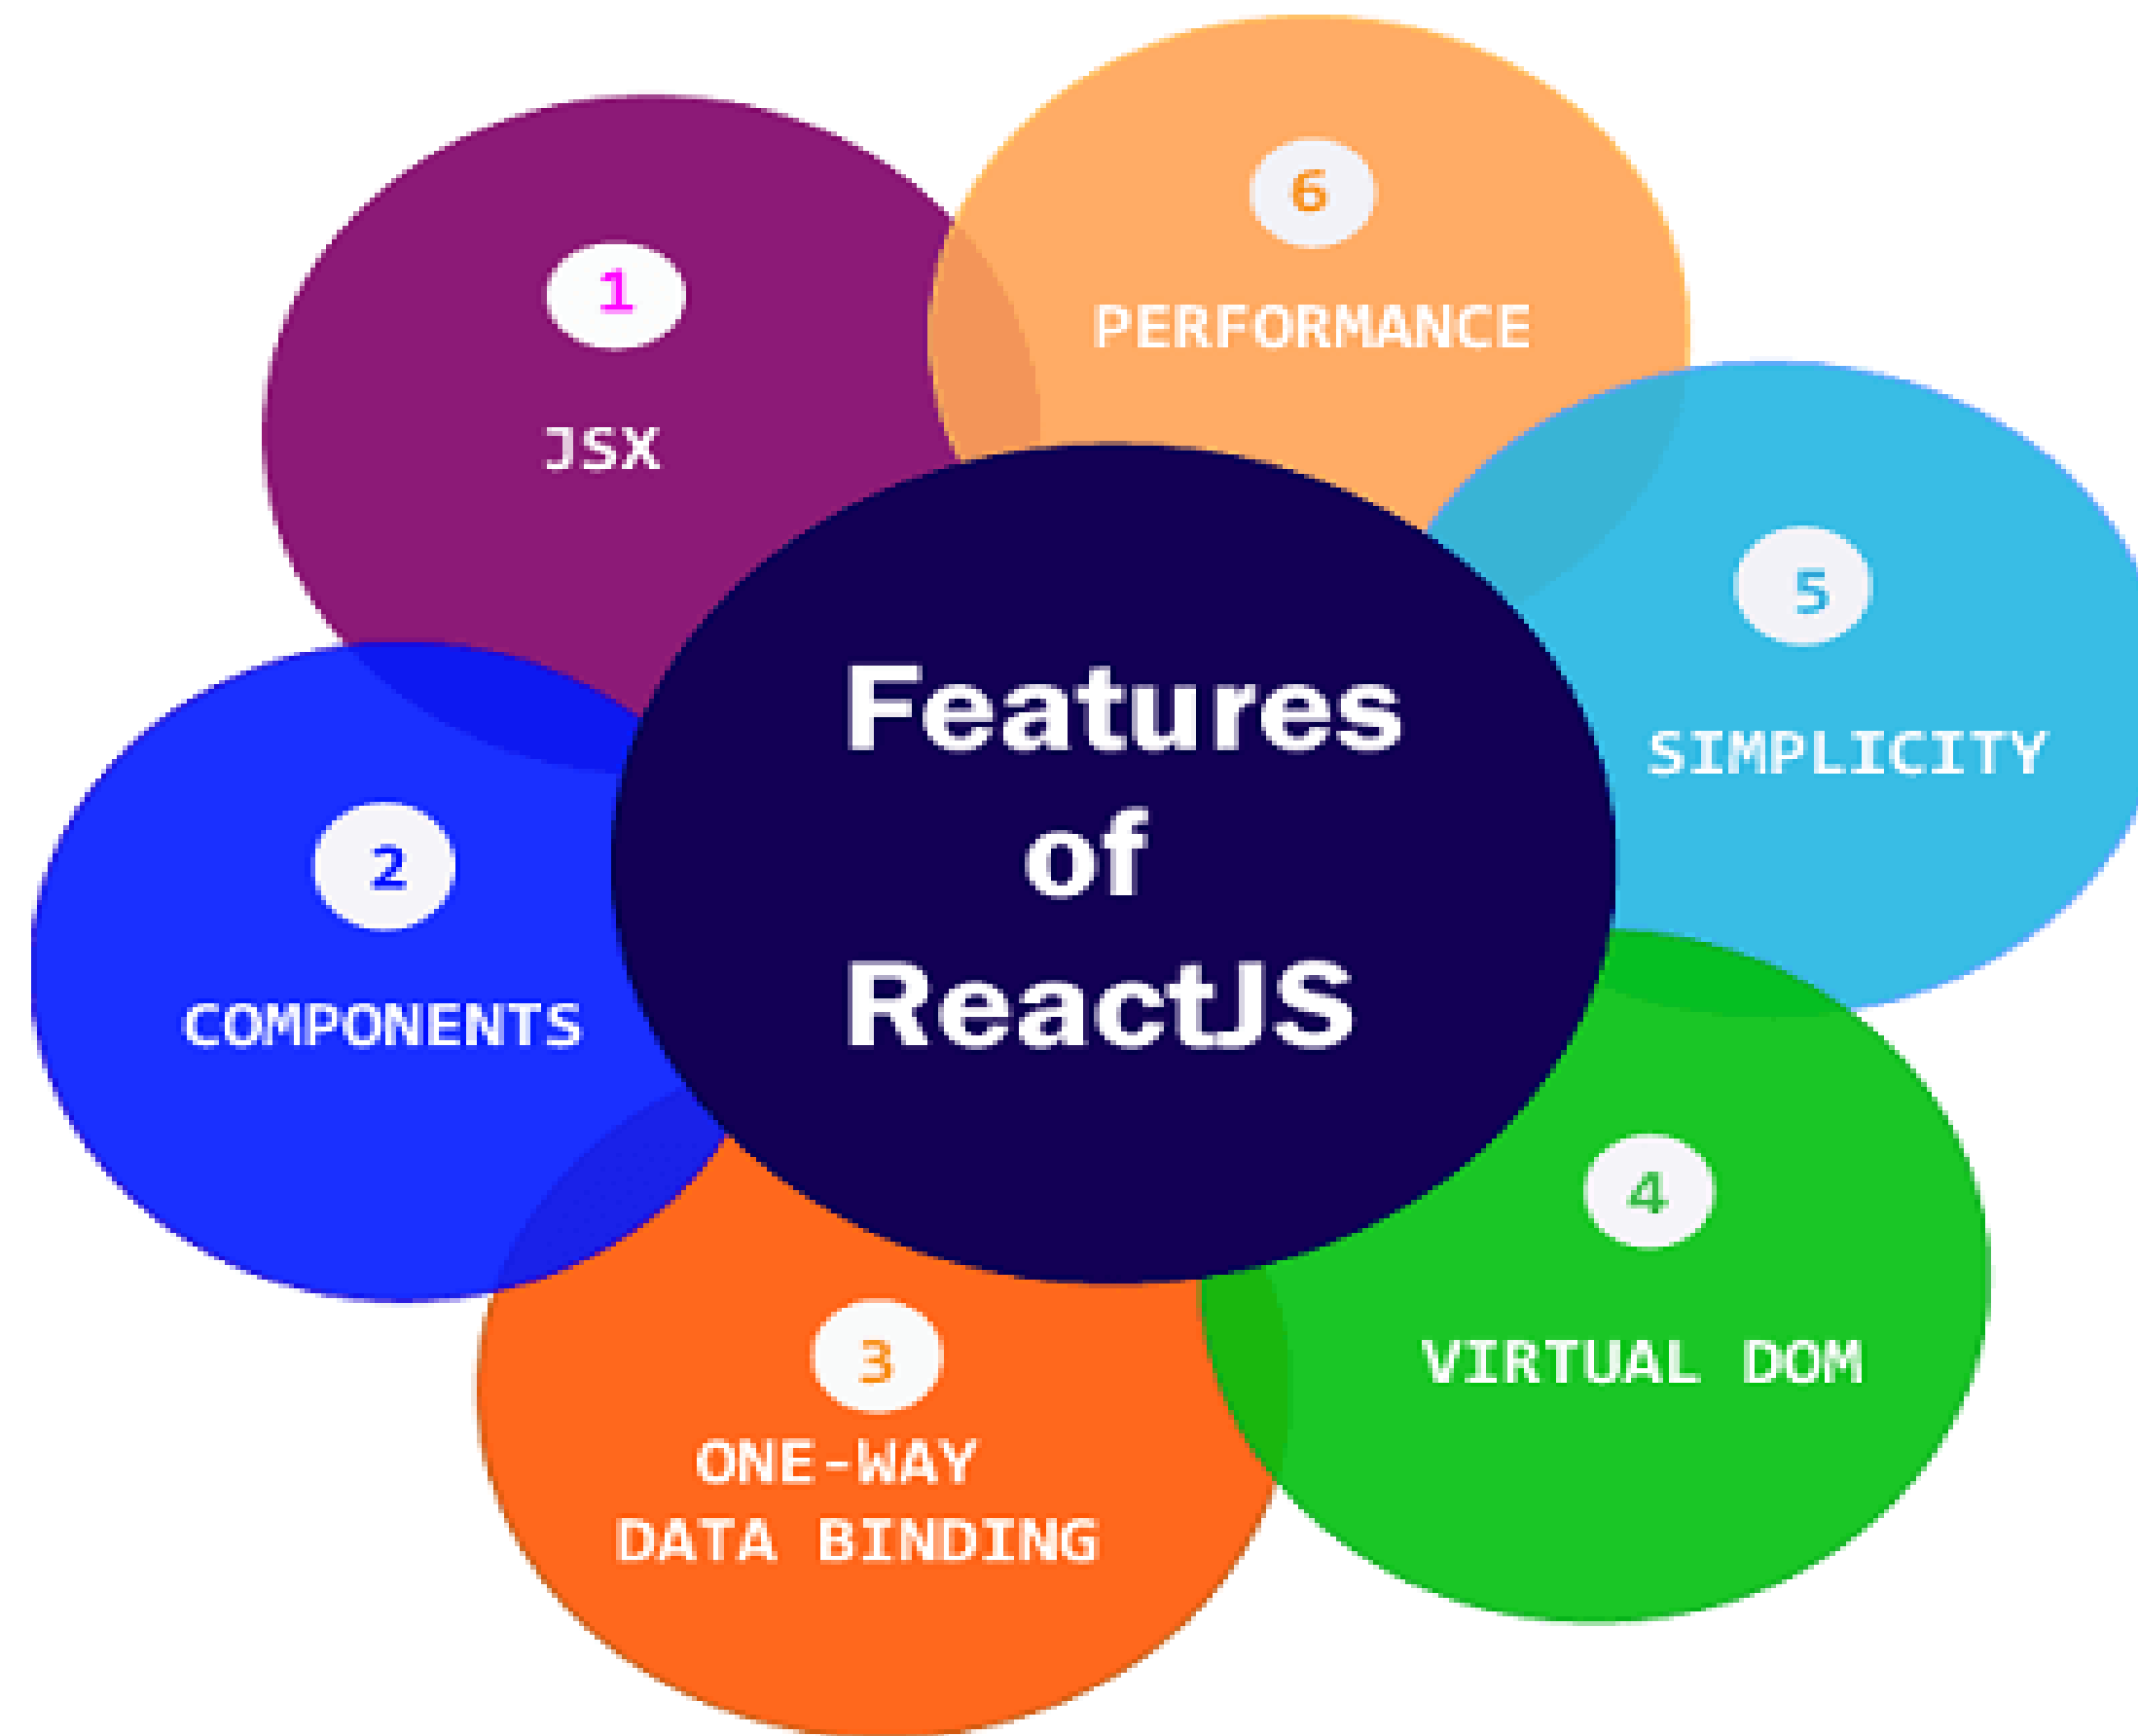 Features
of
ReactJS
1
JSX
2
COMPONENTS
3
ONE-WAY
DATA BINDING
4
VIRTUAL DOM
5
SIMPLICITY
6
PERFORMANCE